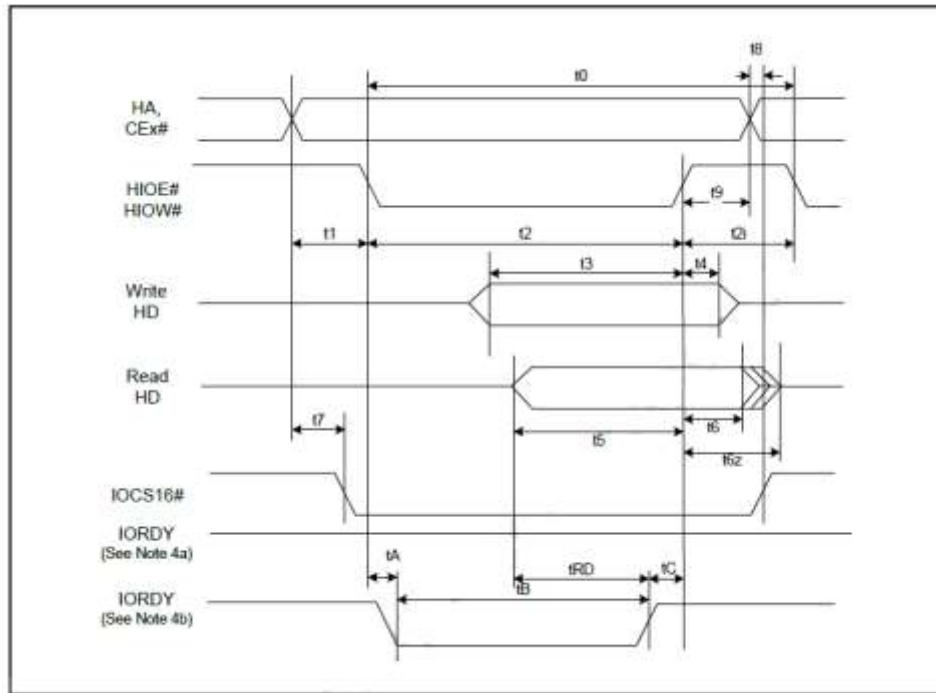 t8
t0
HA,
CEx#
HIOE#
HIOW#
t9
t1
t2
t2i
t3
t4
Write
HD
Read
HD
t7
t5
t6
t6z
IOCS16#
IORDY
(See Note 4a)
tA
tRD
tC
tB
IORDY
(See Note 4b)